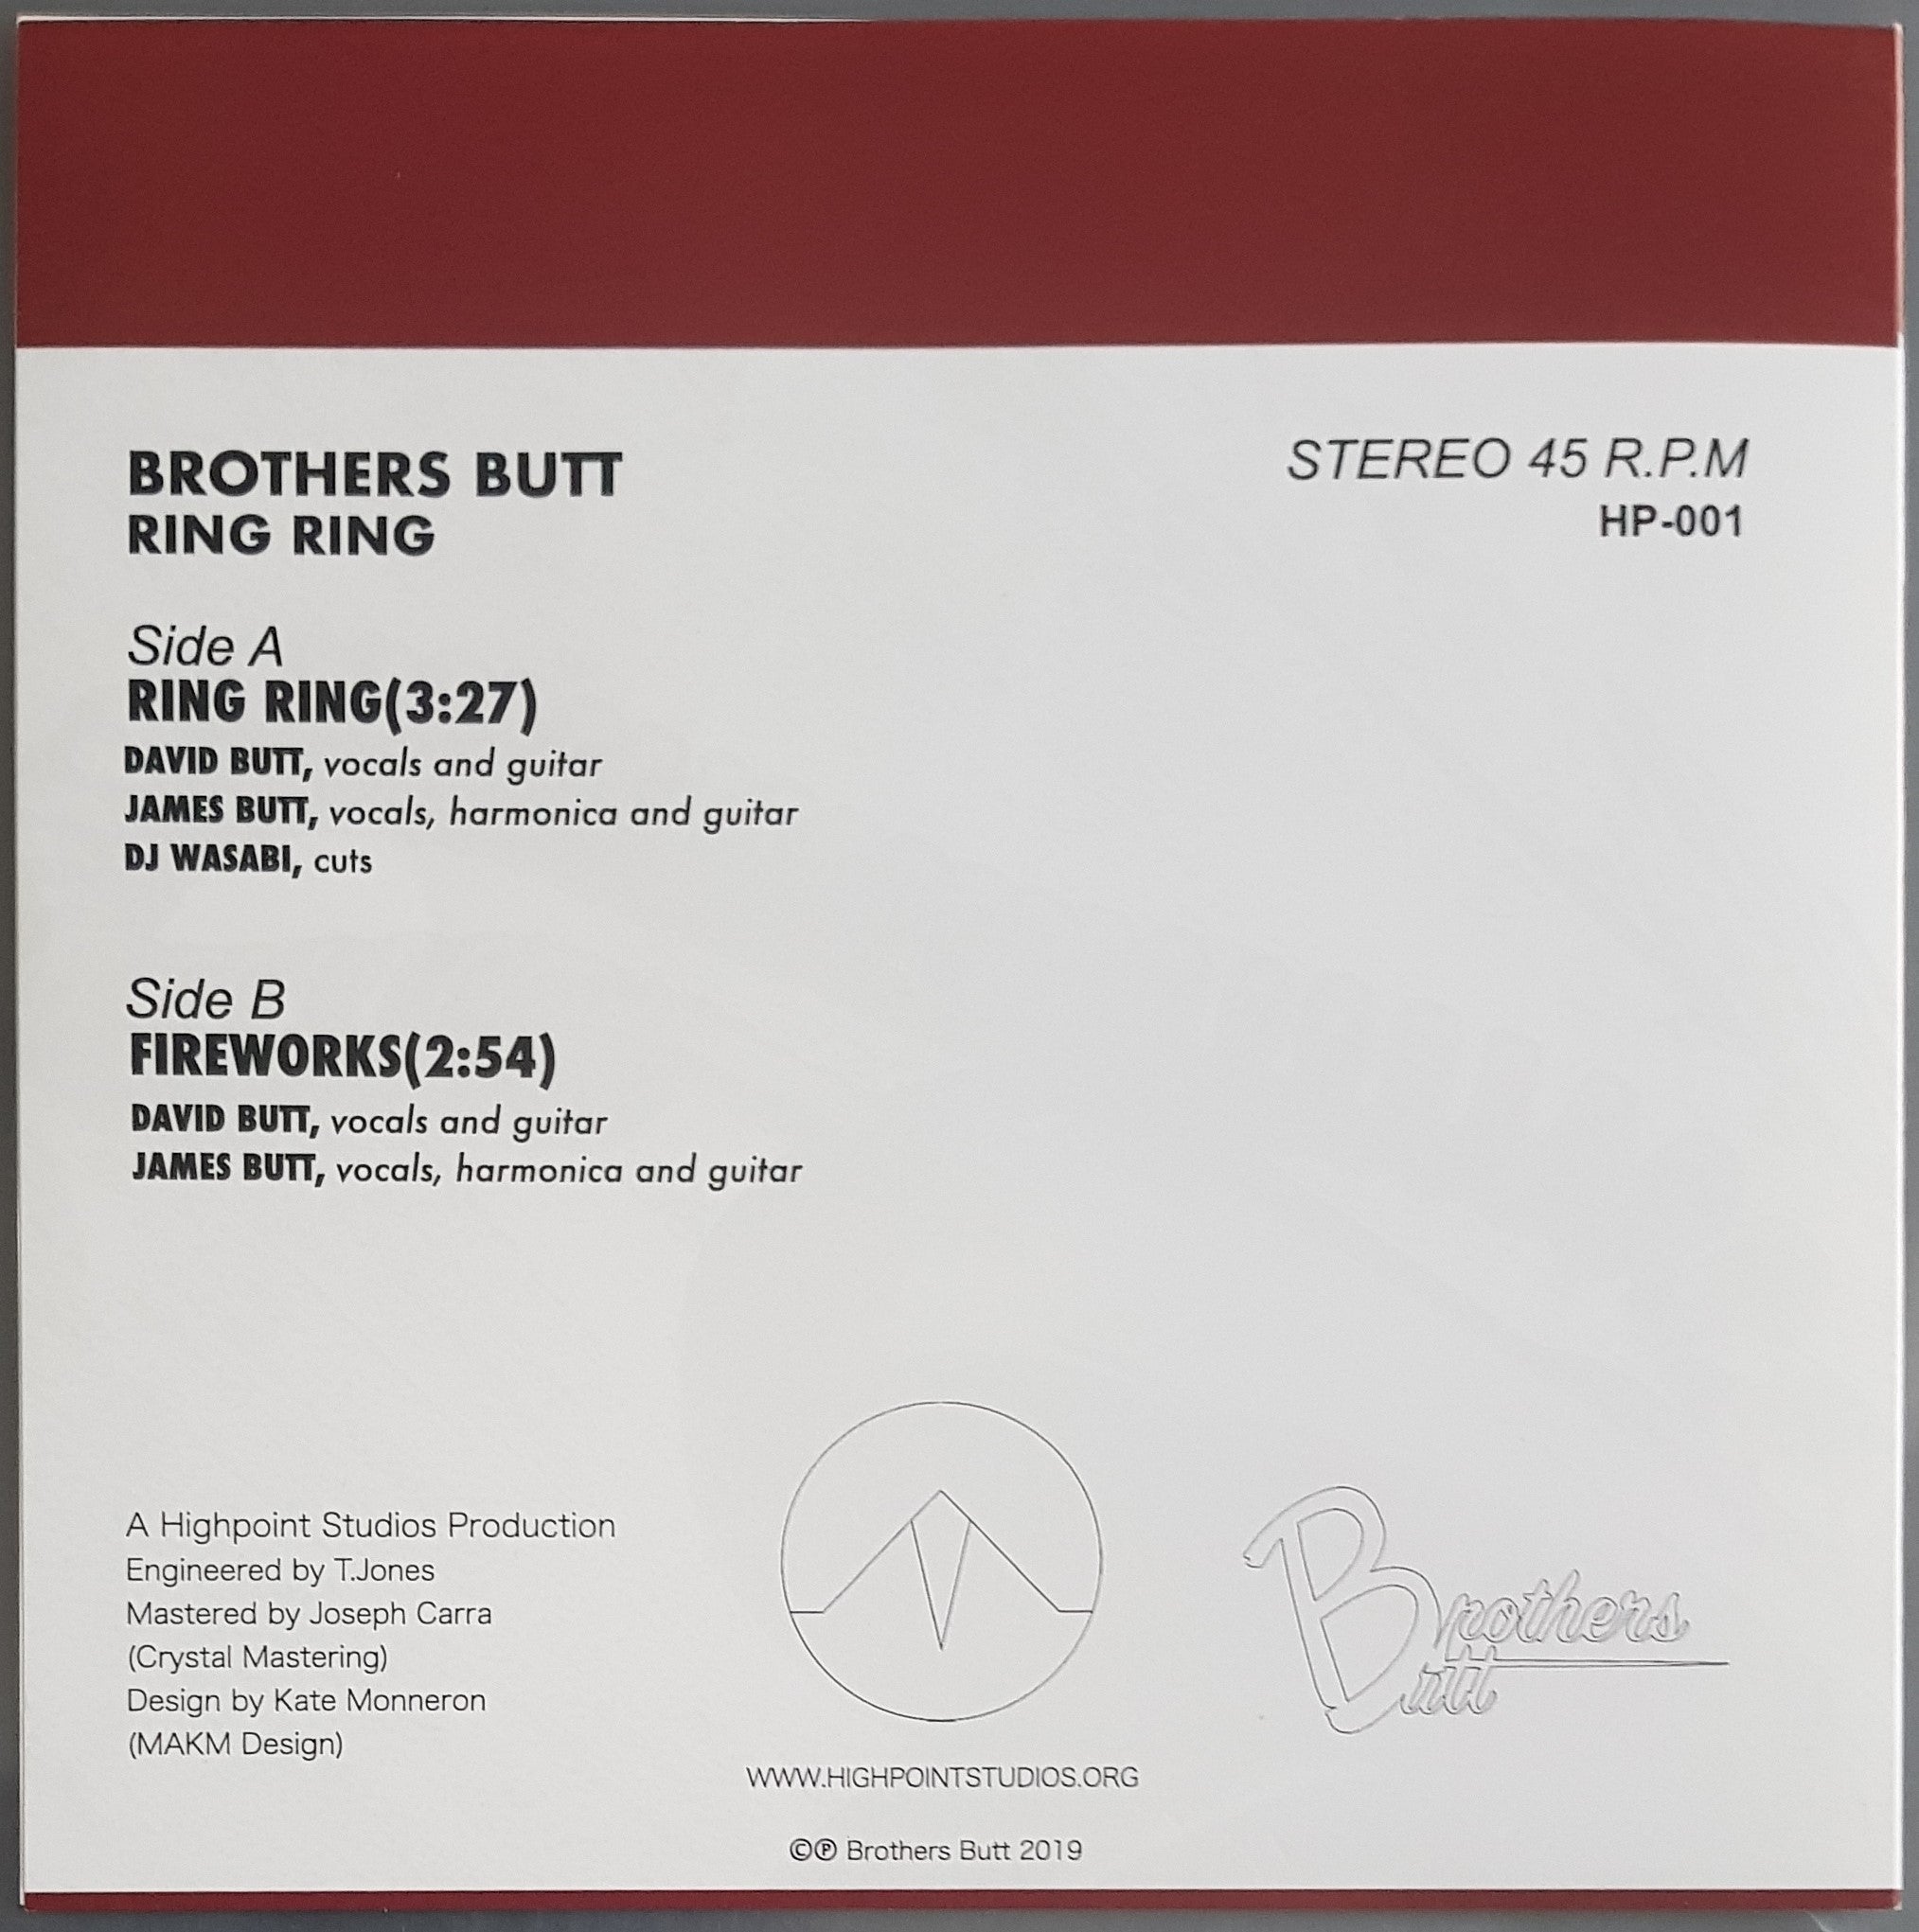 BROTHERS BUTT
RING RING
STEREO 45 R.P.M
HP-001
Side A
RING RING(3:27)
DAVID BUTT, vocals and guitar
JAMES BUTT, vocals, harmonica and guitar
DJ WASABI, cuts
Side B
FIREWORKS(2:54)
DAVID BUTT, vocals and guitar
JAMES BUTT, vocals, harmonica and guitar
A Highpoint Studios Production
Engineered by T.Jones
Mastered by Joseph Carra
(Crystal Mastering)
Design by Kate Monneron
(MAKM Design)
Brothers
Butt
WWW.HIGHPOINTSTUDIOS.ORG
©℗ Brothers Butt 2019